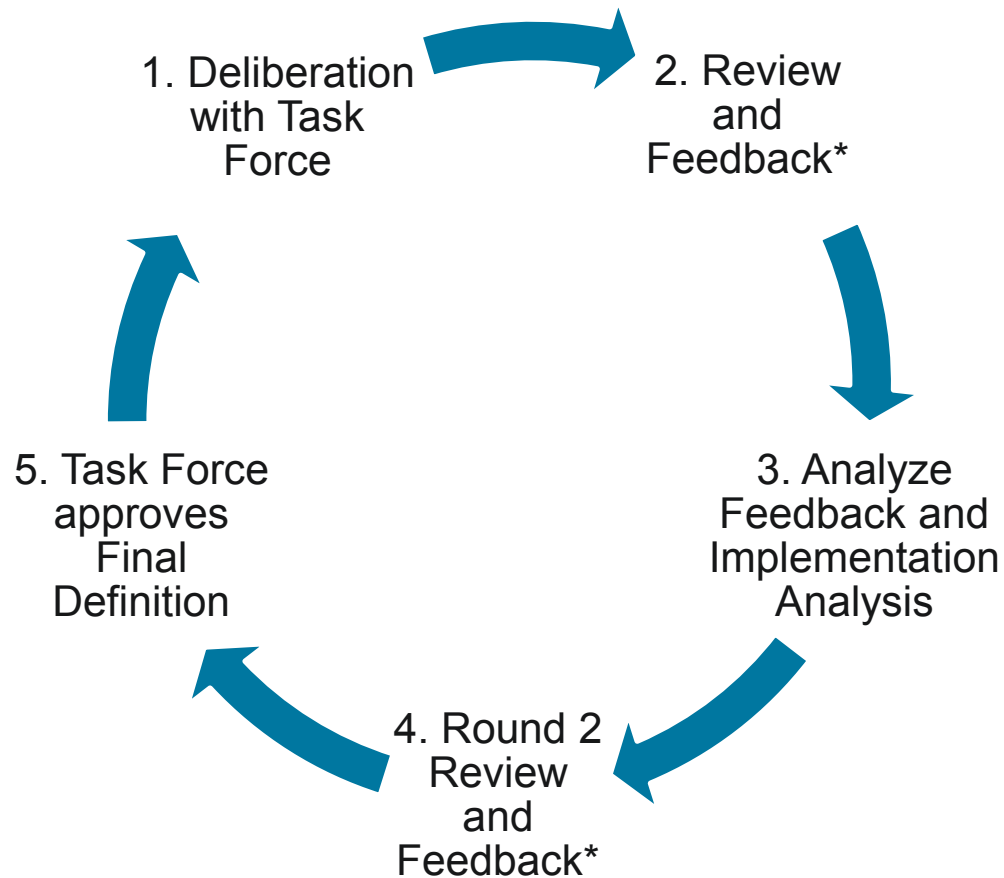 1. Deliberation
with Task
Force
2. Review
and
Feedback*
3. Analyze
Feedback and
Implementation
Analysis
4. Round 2
Review
and
Feedback*
5. Task Force
approves
Final
Definition